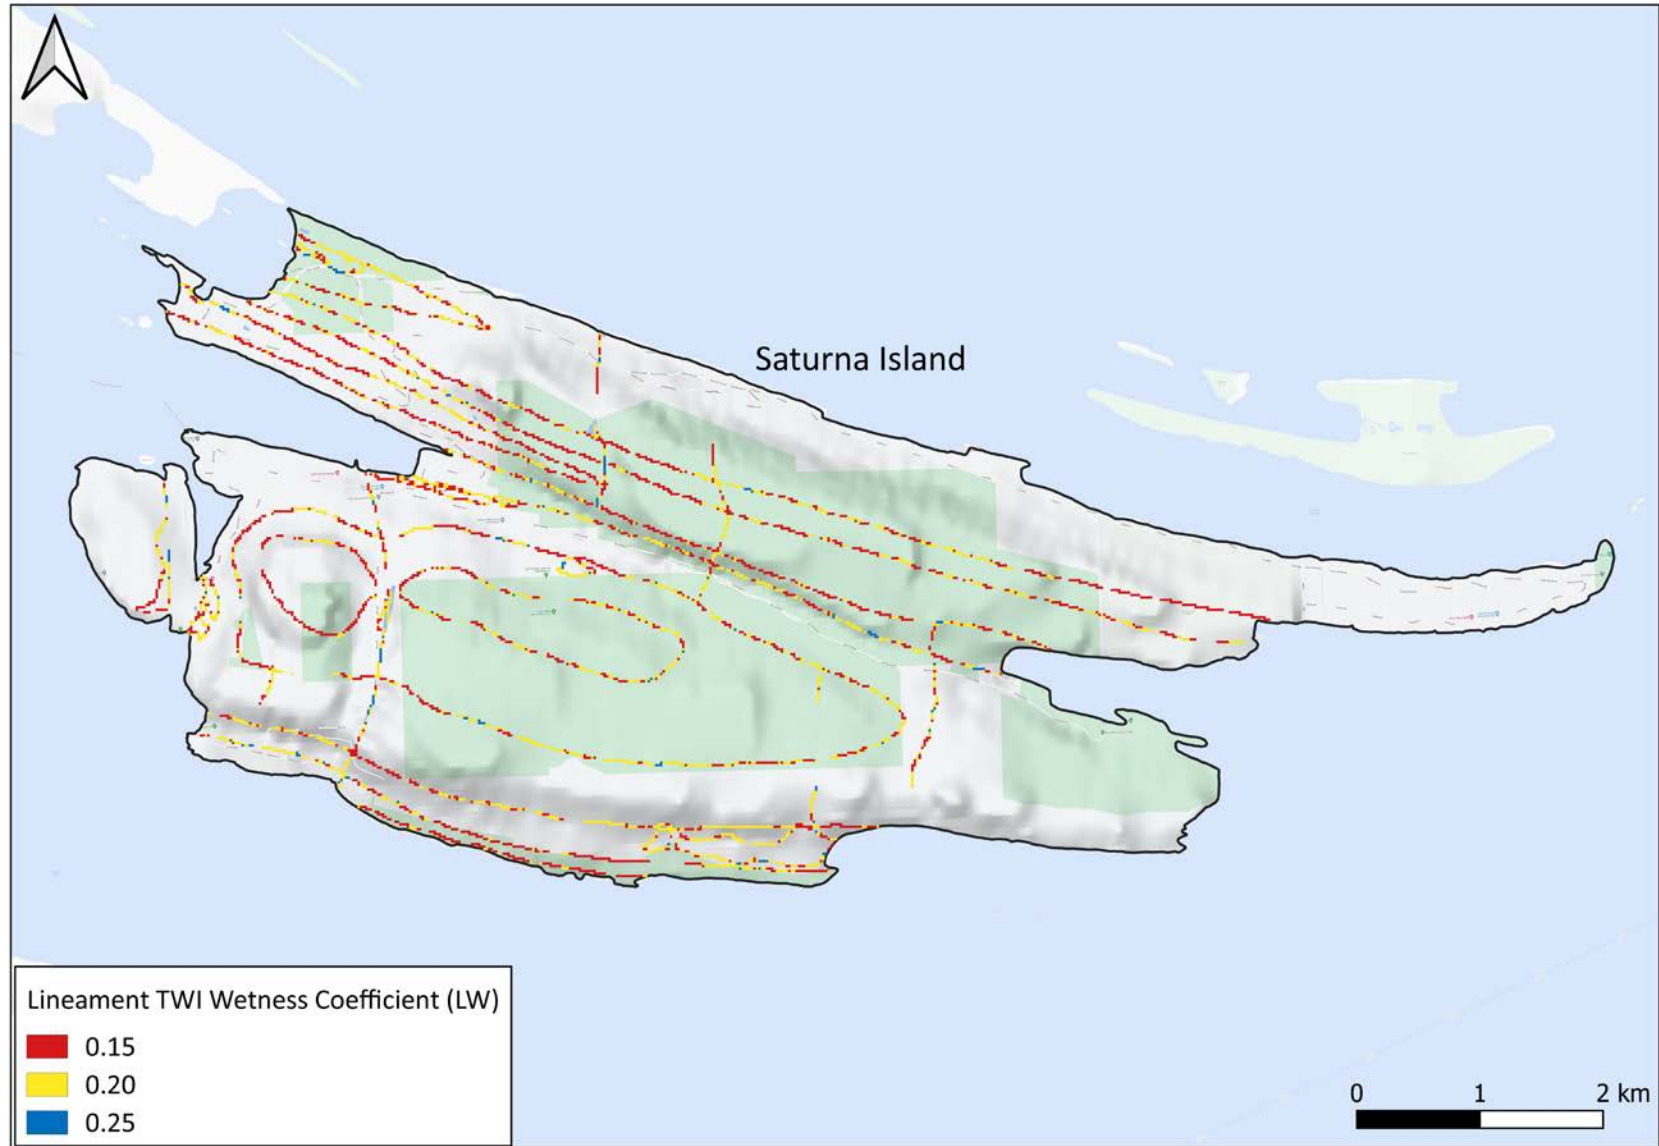 Saturna Island
Lineament TWI Wetness Coefficient (LW)
0.15
0.20
0.25
0 1 2 km